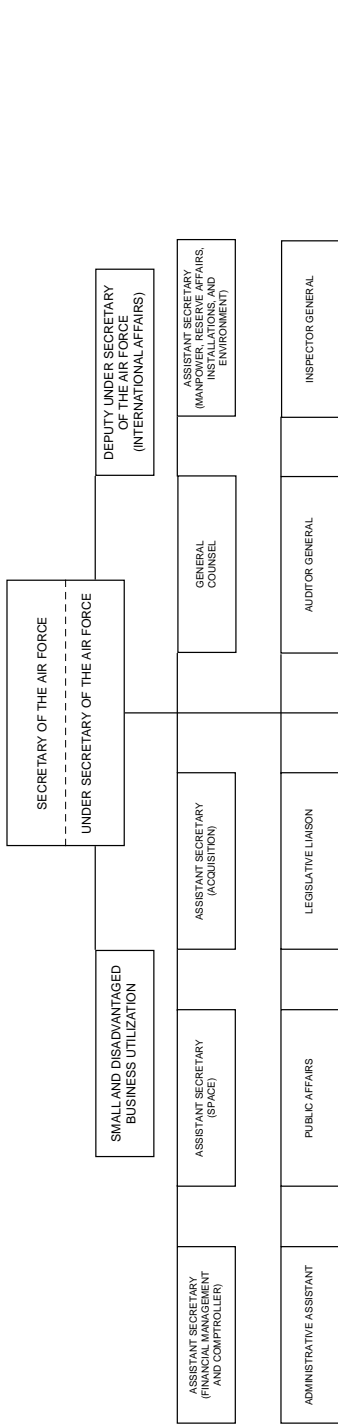 SECRETARY OF THE AIR FORCE
UNDER SECRETARY OF THE AIR FORCE
SMALL AND DISADVANTAGED
BUSINESS UTILIZATION
DEPUTY UNDER SECRETARY
OF THE AIR FORCE
(INTERNATIONAL AFFAIRS)
ASSISTANT SECRETARY
(FINANCIAL MANAGEMENT
AND COMPTROLLER)
ASSISTANT SECRETARY
(SPACE)
ASSISTANT SECRETARY
(ACQUISITION)
GENERAL
COUNSEL
ASSISTANT SECRETARY
(MANPOWER, RESERVE AFFAIRS,
INSTALLATIONS, AND
ENVIRONMENT)
ADMINISTRATIVE ASSISTANT
PUBLIC AFFAIRS
LEGISLATIVE LIAISON
AUDITOR GENERAL
INSPECTOR GENERAL